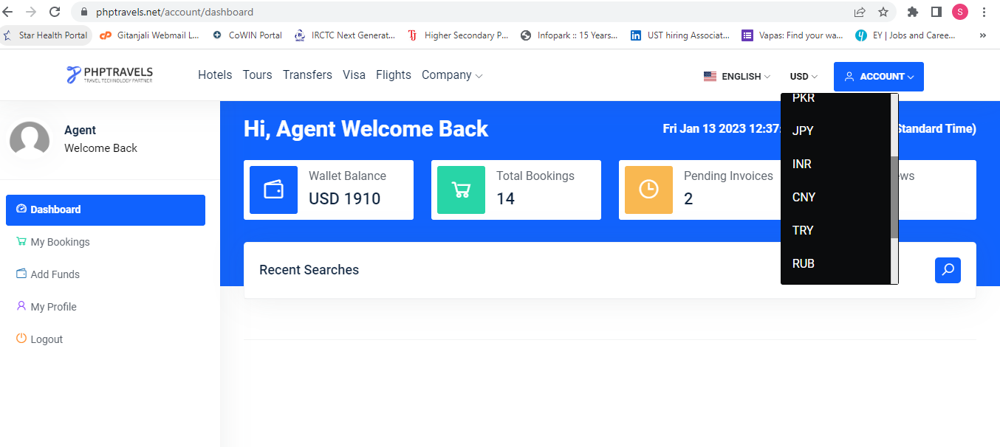 phptravels.net/account/dashboard
S
Star Health Portal
Gitanjali Webmail L...
CoWIN Portal
IRCTC Next Generat...
Higher Secondary P...
Infopark :: 15 Years...
UST hiring Associat...
Vapas: Find your wa...
EY | Jobs and Caree...
»
PHPTRAVELS
TRAVEL TECHNOLOGY PARTNER
Hotels
Tours
Transfers
Visa
Flights
Company
ENGLISH
USD
ACCOUNT
PKR
JPY
INR
CNY
TRY
RUB
Agent
Welcome Back
Dashboard
My Bookings
Add Funds
My Profile
Logout
Hi, Agent Welcome Back
Fri Jan 13 2023 12:37:
Standard Time)
Wallet Balance
USD 1910
Total Bookings
14
Pending Invoices
2
ws
Recent Searches